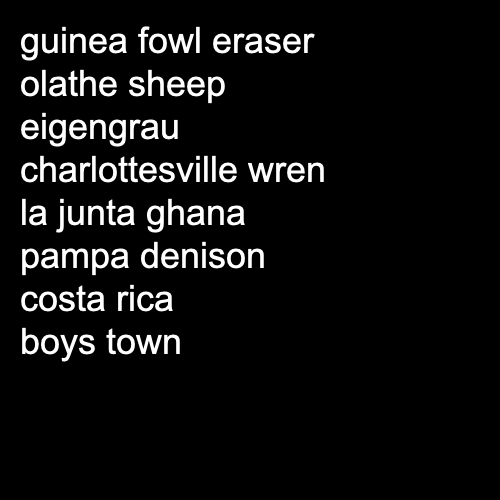 guinea fowl eraser
olathe sheep
eigengrau
charlottesville wren
la junta ghana
pampa denison
costa rica
boys town